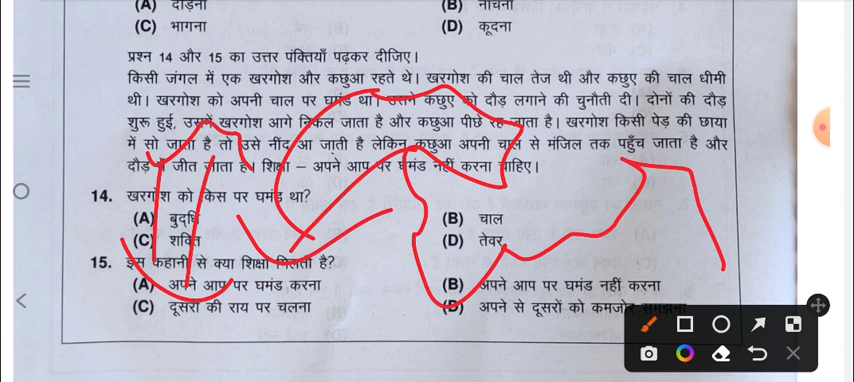 (A) दौड़ना (B) नाचना
(C) भागना (D) कूदना
प्रश्न 14 और 15 का उत्तर पंक्तियाँ पढ़कर दीजिए।
किसी जंगल में एक खरगोश और कछुआ रहते थे। खरगोश की चाल तेज थी और कछुए की चाल धीमी
थी। खरगोश को अपनी चाल पर घमंड था। उसने कछुए को दौड़ लगाने की चुनौती दी। दोनों की दौड़
शुरू हुई, उसमें खरगोश आगे निकल जाता है और कछुआ पीछे रह जाता है। खरगोश किसी पेड़ की छाया
में सो जाता है तो उसे नींद आ जाती है लेकिन कछुआ अपनी चाल से मंजिल तक पहुँच जाता है और
दौड़ में जीत जाता है। शिक्षा – अपने आप पर घमंड नहीं करना चाहिए।
14. खरगोश को किस पर घमंड था?
(A) बुद्धि (B) चाल
(C) शक्ति (D) तेवर
15. इस कहानी से क्या शिक्षा मिलती है?
(A) अपने आप पर घमंड करना (B) अपने आप पर घमंड नहीं करना
(C) दूसरों की राय पर चलना (D) अपने से दूसरों को कमजोर समझना